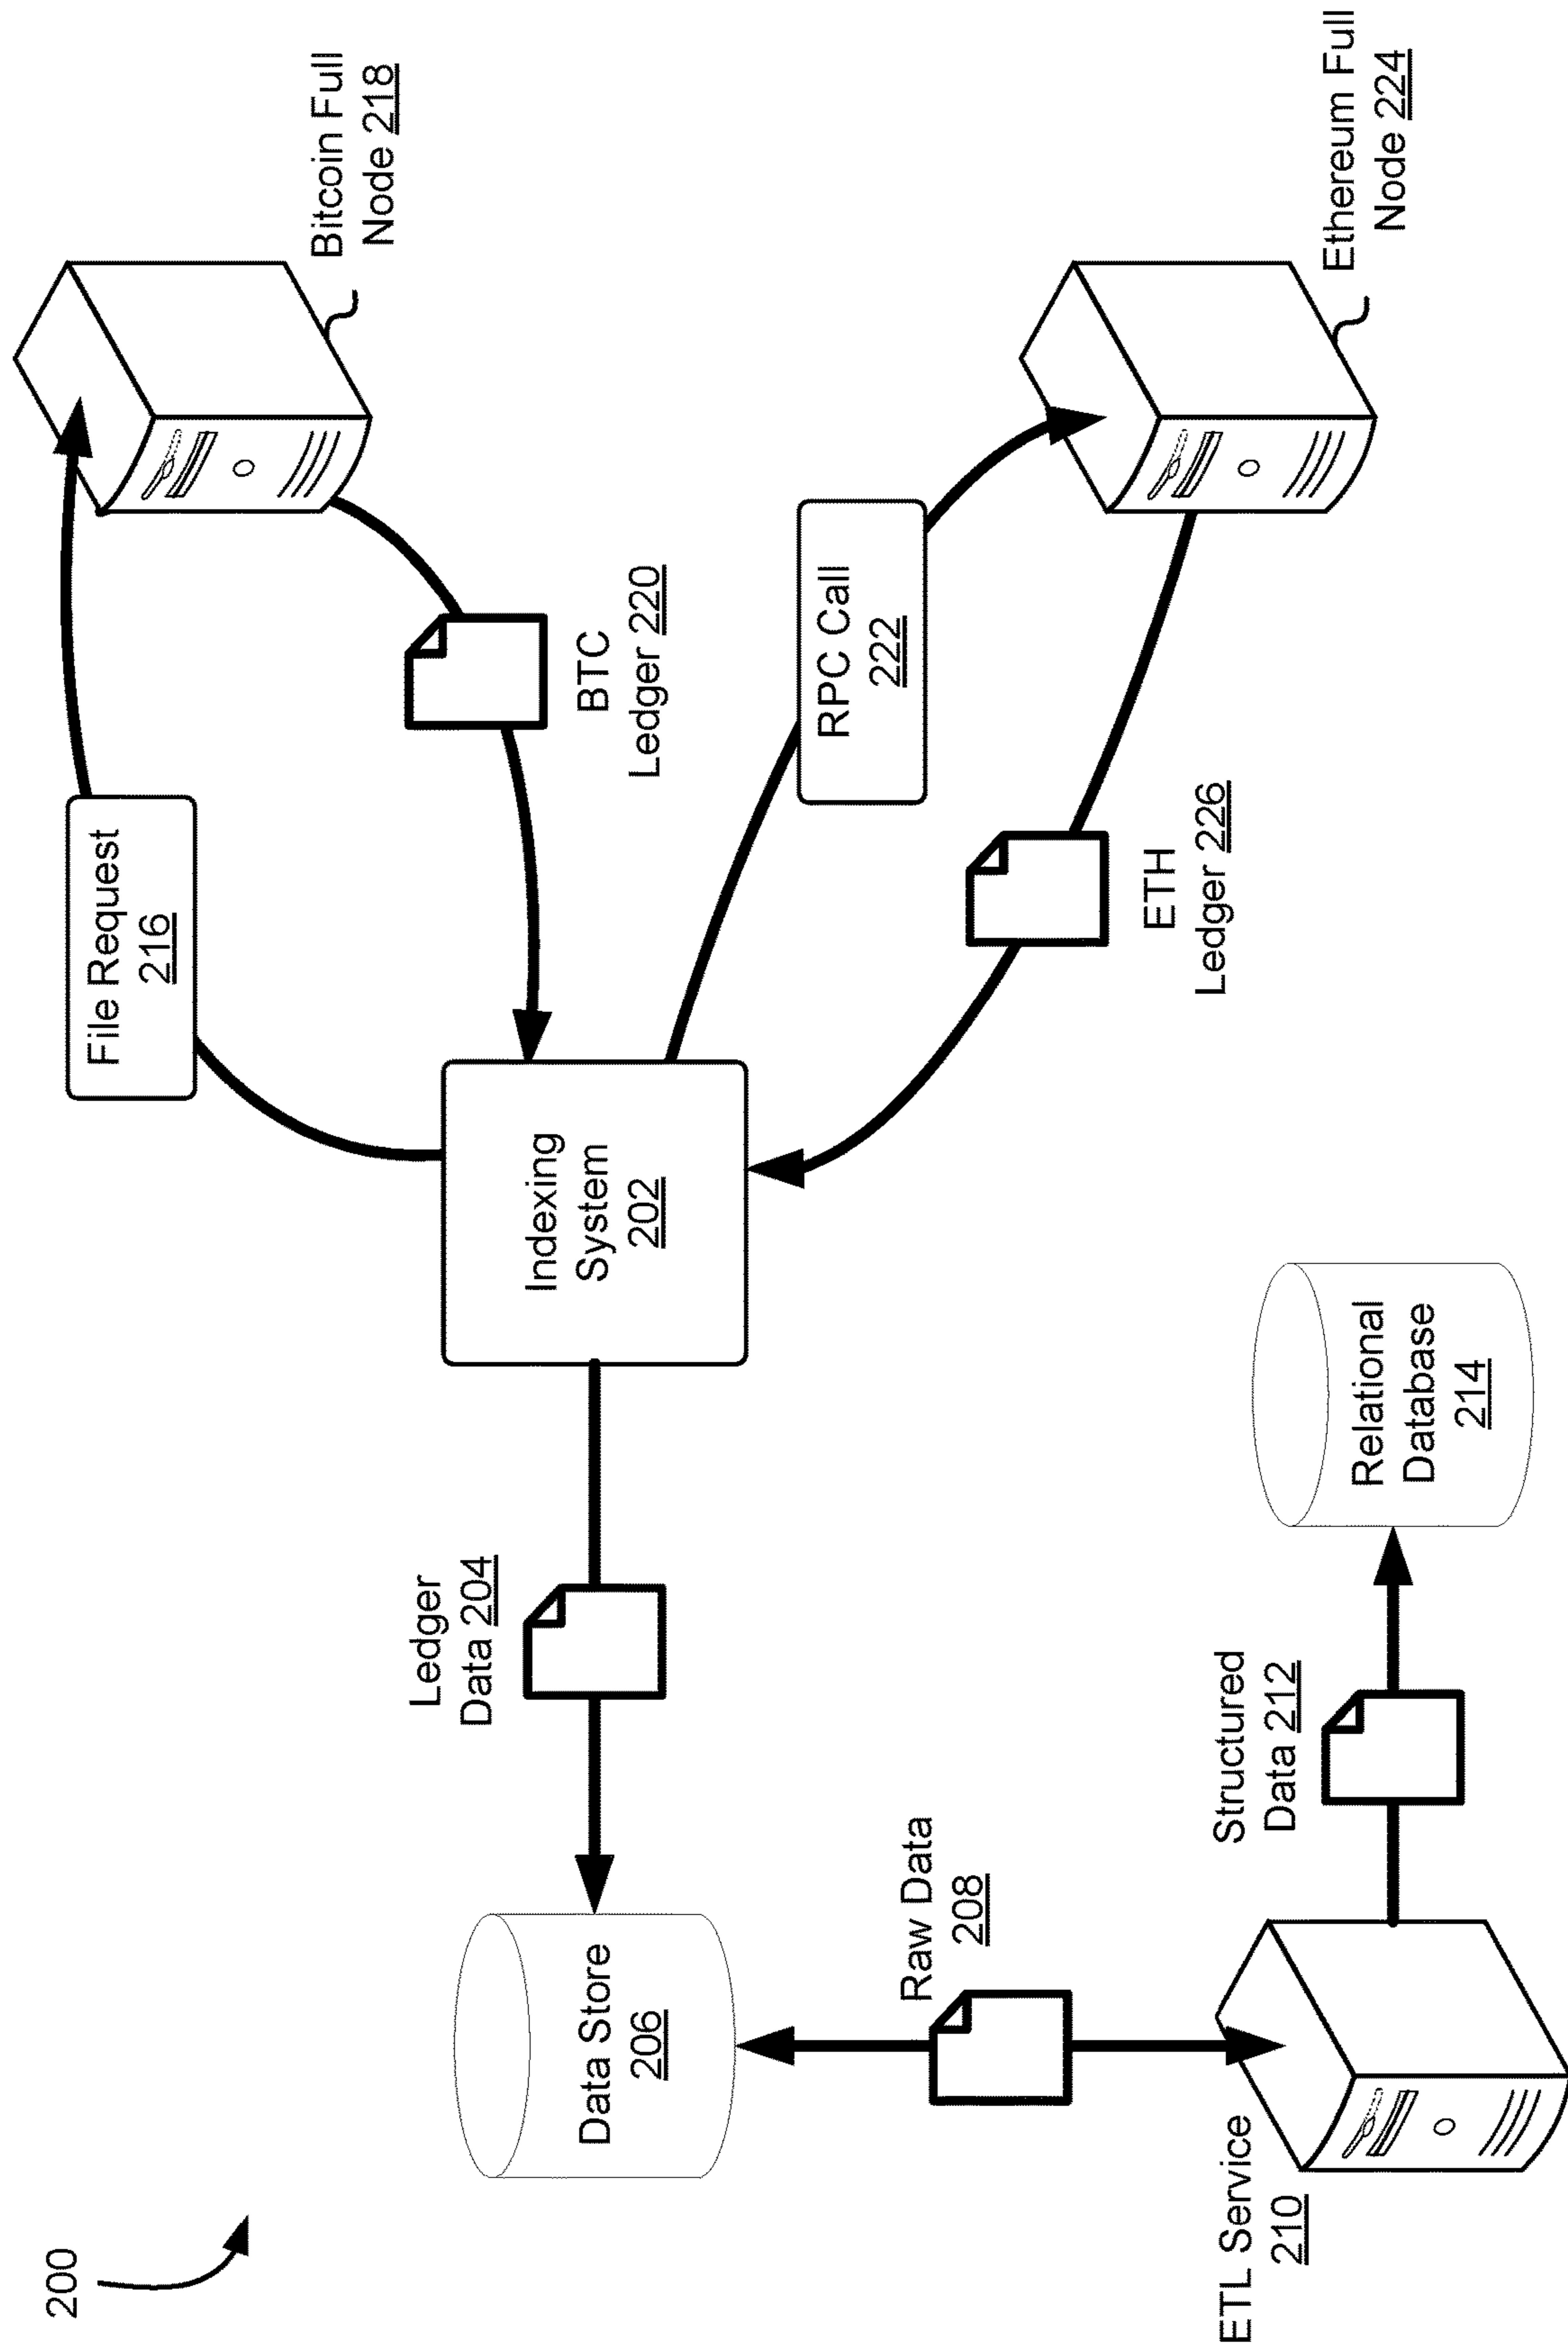 200
File Request
216
Bitcoin Full
Node 218
BTC
Ledger 220
Ledger
Data 204
Data Store
206
Indexing
System
202
RPC Call
222
Raw Data
208
ETH
Ledger 226
ETL Service
210
Structured
Data 212
Relational
Database
214
Ethereum Full
Node 224